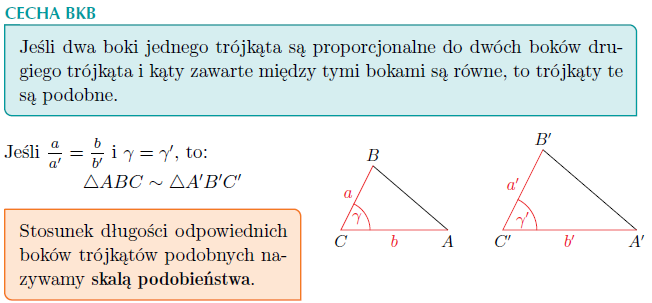 CECHA BKB
Jeśli dwa boki jednego trójkąta są proporcjonalne do dwóch boków dru-
giego trójkąta i kąty zawarte między tymi bokami są równe, to trójkąty te
są podobne.
Jeśli a/a′ = b/b′ i γ = γ′, to:
△ABC ∼ △A′B′C′
Stosunek długości odpowiednich
boków trójkątów podobnych na-
zywamy skalą podobieństwa.
B
a
γ
C b A
B′
a′
γ′
C′ b′ A′